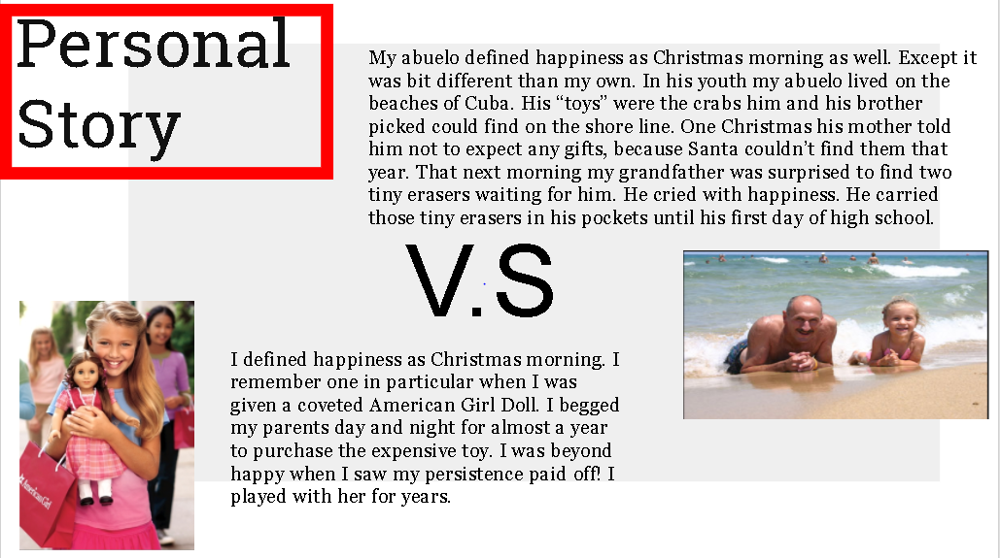 Personal
Story
My abuelo defined happiness as Christmas morning as well. Except it
was bit different than my own. In his youth my abuelo lived on the
beaches of Cuba. His “toys” were the crabs him and his brother
picked could find on the shore line. One Christmas his mother told
him not to expect any gifts, because Santa couldn’t find them that
year. That next morning my grandfather was surprised to find two
tiny erasers waiting for him. He cried with happiness. He carried
those tiny erasers in his pockets until his first day of high school.
V.S
I defined happiness as Christmas morning. I
remember one in particular when I was
given a coveted American Girl Doll. I begged
my parents day and night for almost a year
to purchase the expensive toy. I was beyond
happy when I saw my persistence paid off! I
played with her for years.
American Girl